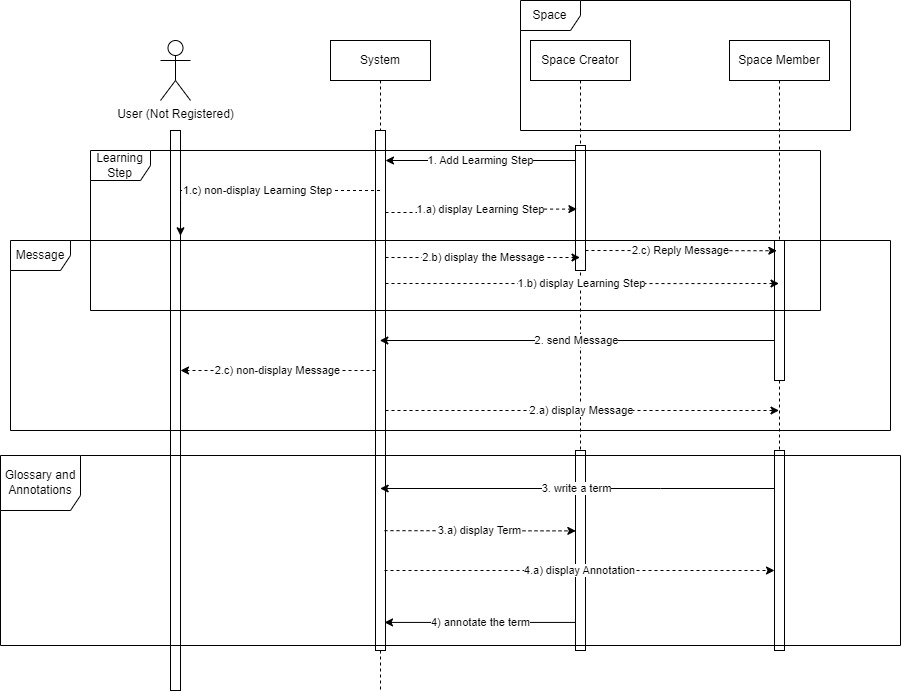 Space
System
Space Creator
Space Member
User (Not Registered)
Learning
Step
1. Add Learming Step
1.c) non-display Learning Step
1.a) display Learning Step
Message
2.c) Reply Message
2.b) display the Message
1.b) display Learning Step
2. send Message
2.c) non-display Message
2.a) display Message
Glossary and
Annotations
3. write a term
3.a) display Term
4.a) display Annotation
4) annotate the term